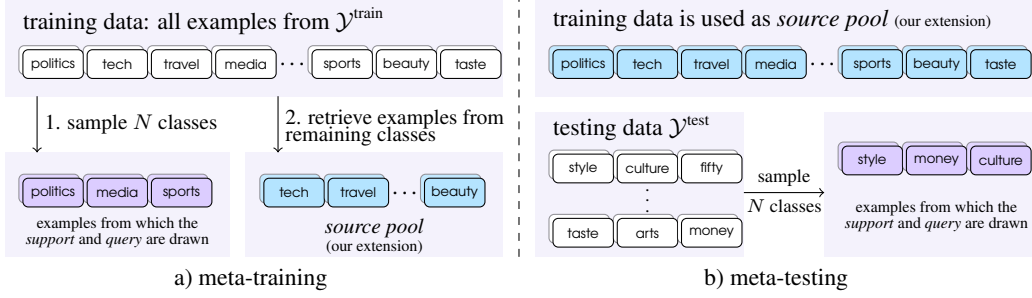 training data: all examples from 𝒴^train
politics tech travel media ··· sports beauty taste
1. sample N classes
2. retrieve examples from
remaining classes
politics media sports
examples from which the
support and query are drawn
tech travel ··· beauty
source pool
(our extension)
a) meta-training
training data is used as source pool (our extension)
politics tech travel media ··· sports beauty taste
testing data 𝒴^test
style culture fifty
⋮
taste arts money
sample
N classes
style money culture
examples from which the
support and query are drawn
b) meta-testing